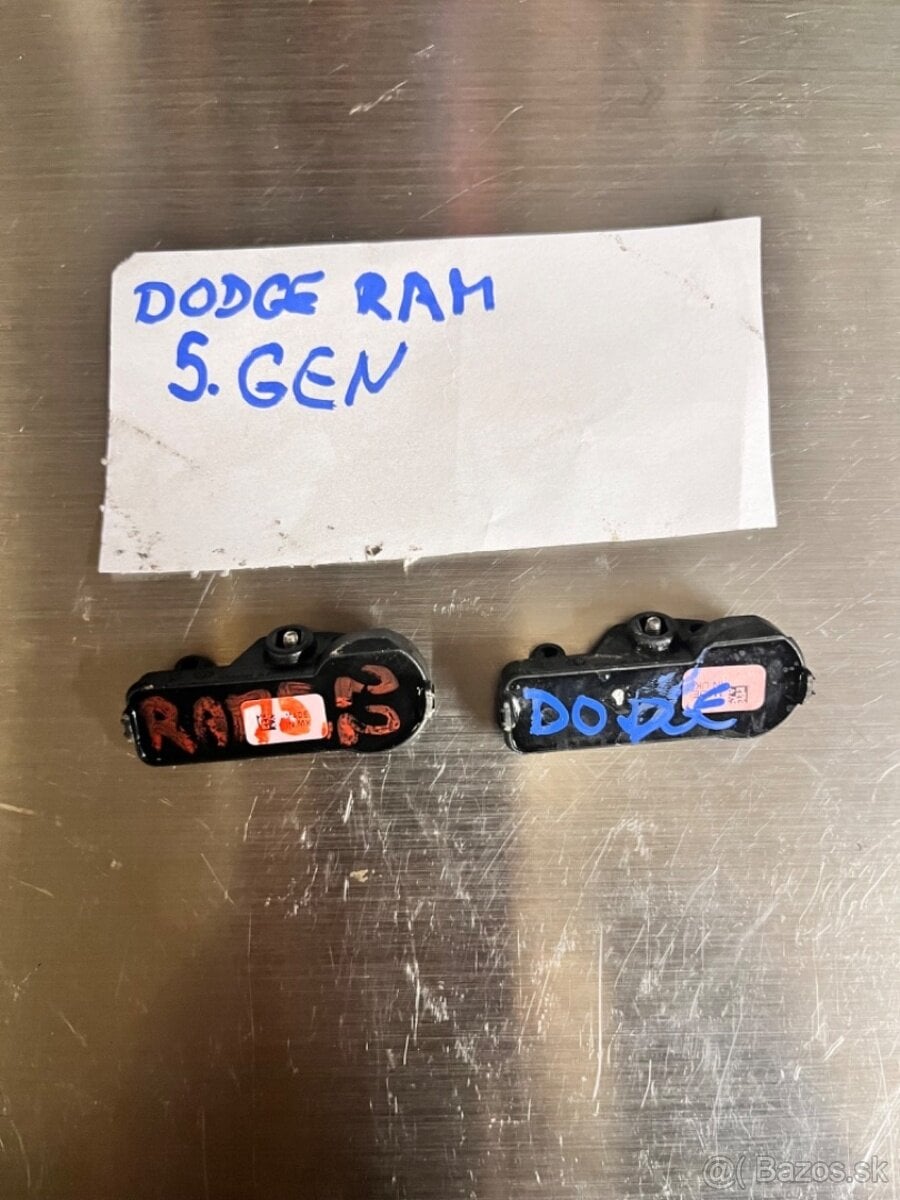 DODGE RAM
5.GEN
DODGE
@( Bazos.sk